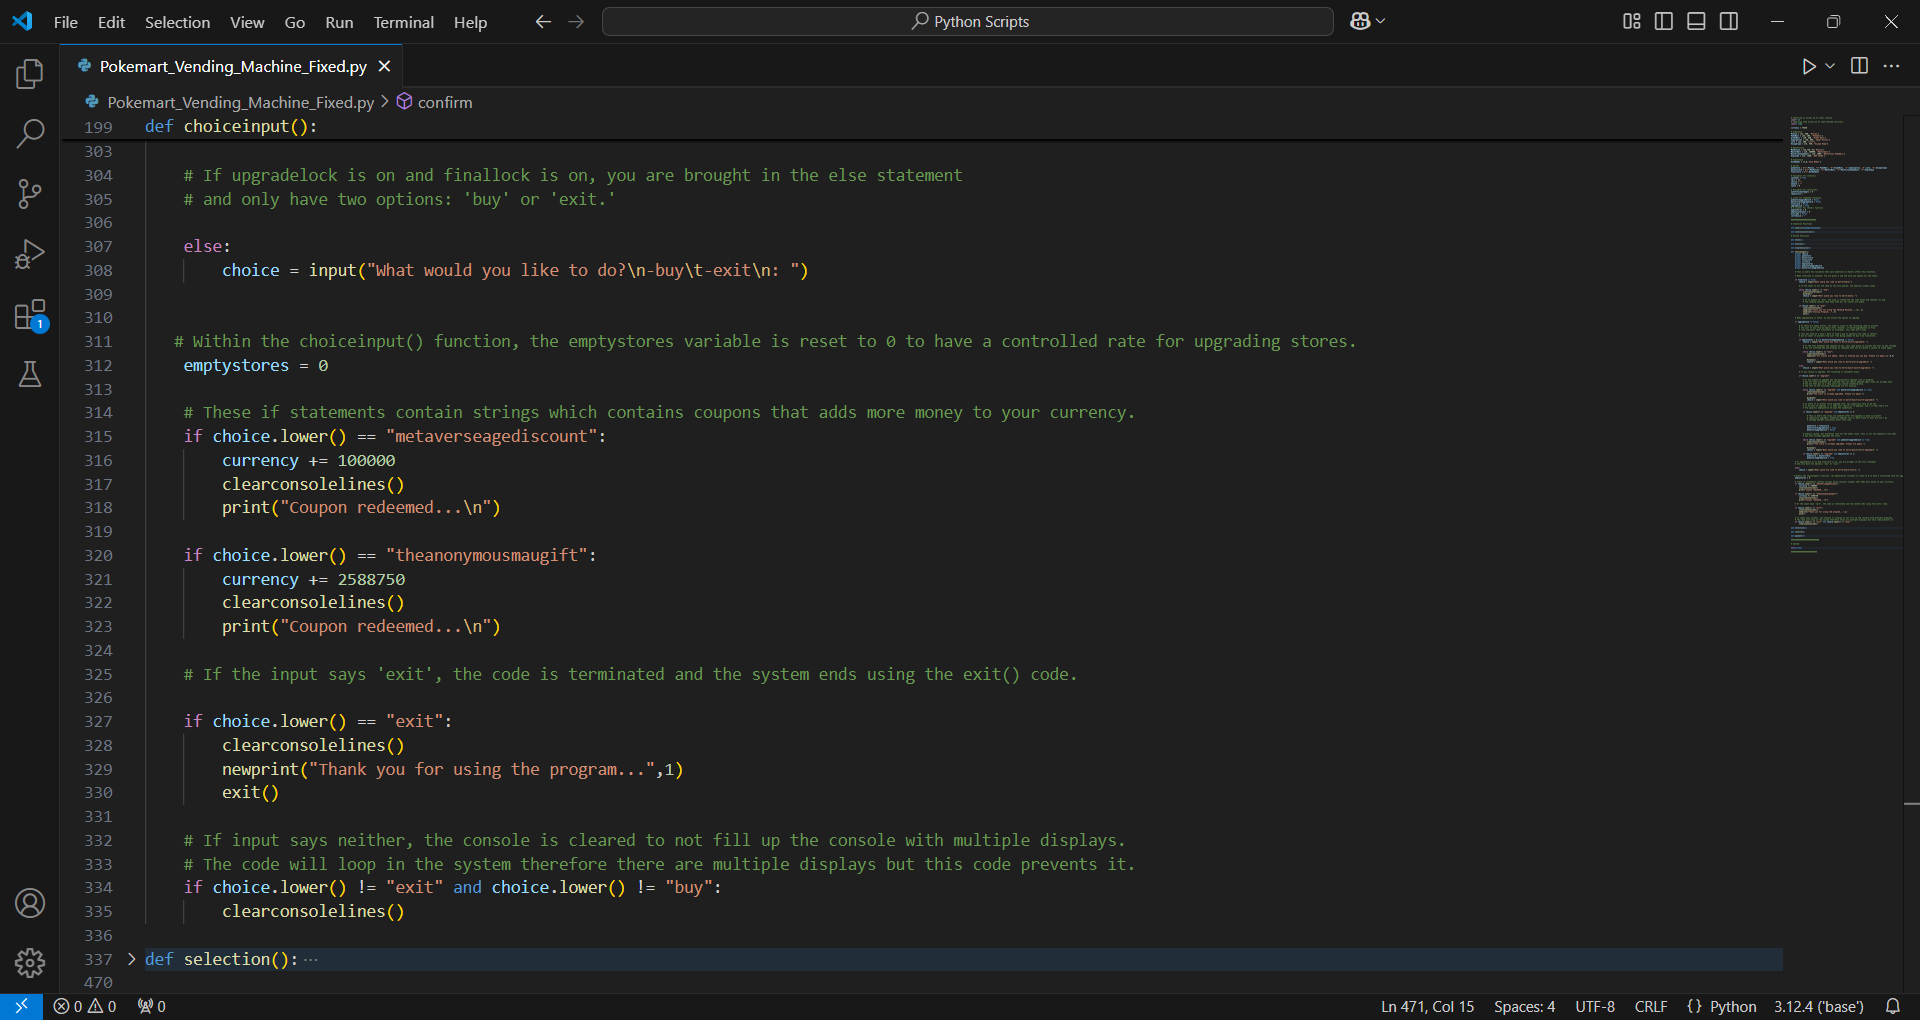 File Edit Selection View Go Run Terminal Help Python Scripts
Pokemart_Vending_Machine_Fixed.py
Pokemart_Vending_Machine_Fixed.py > confirm
199 def choiceinput():
303
304 # If upgradelock is on and finallock is on, you are brought in the else statement
305 # and only have two options: 'buy' or 'exit.'
306
307 else:
308 choice = input("What would you like to do?\n-buy\t-exit\n: ")
309
310
311 # Within the choiceinput() function, the emptystores variable is reset to 0 to have a controlled rate for upgrading stores.
312 emptystores = 0
313
314 # These if statements contain strings which contains coupons that adds more money to your currency.
315 if choice.lower() == "metaverseagediscount":
316 currency += 100000
317 clearconsolelines()
318 print("Coupon redeemed...\n")
319
320 if choice.lower() == "theanonymousmaugift":
321 currency += 2588750
322 clearconsolelines()
323 print("Coupon redeemed...\n")
324
325 # If the input says 'exit', the code is terminated and the system ends using the exit() code.
326
327 if choice.lower() == "exit":
328 clearconsolelines()
329 newprint("Thank you for using the program...",1)
330 exit()
331
332 # If input says neither, the console is cleared to not fill up the console with multiple displays.
333 # The code will loop in the system therefore there are multiple displays but this code prevents it.
334 if choice.lower() != "exit" and choice.lower() != "buy":
335 clearconsolelines()
336
337 > def selection(): ...
470
1
0 0 0 Ln 471, Col 15 Spaces: 4 UTF-8 CRLF {} Python 3.12.4 ('base')